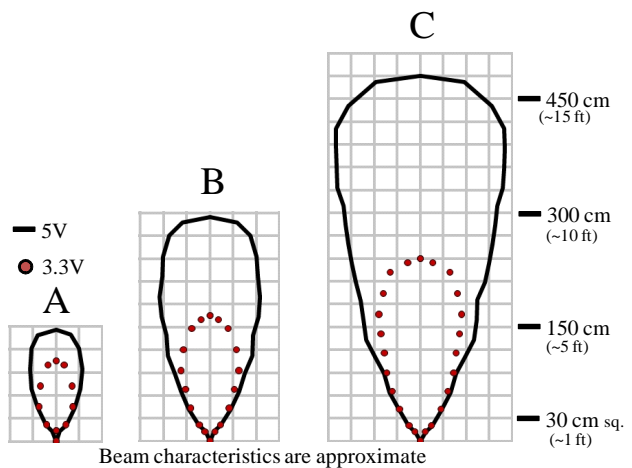 C
450 cm
(~15 ft)
B
300 cm
(~10 ft)
5V
3.3V
A
150 cm
(~5 ft)
30 cm sq.
(~1 ft)
Beam characteristics are approximate